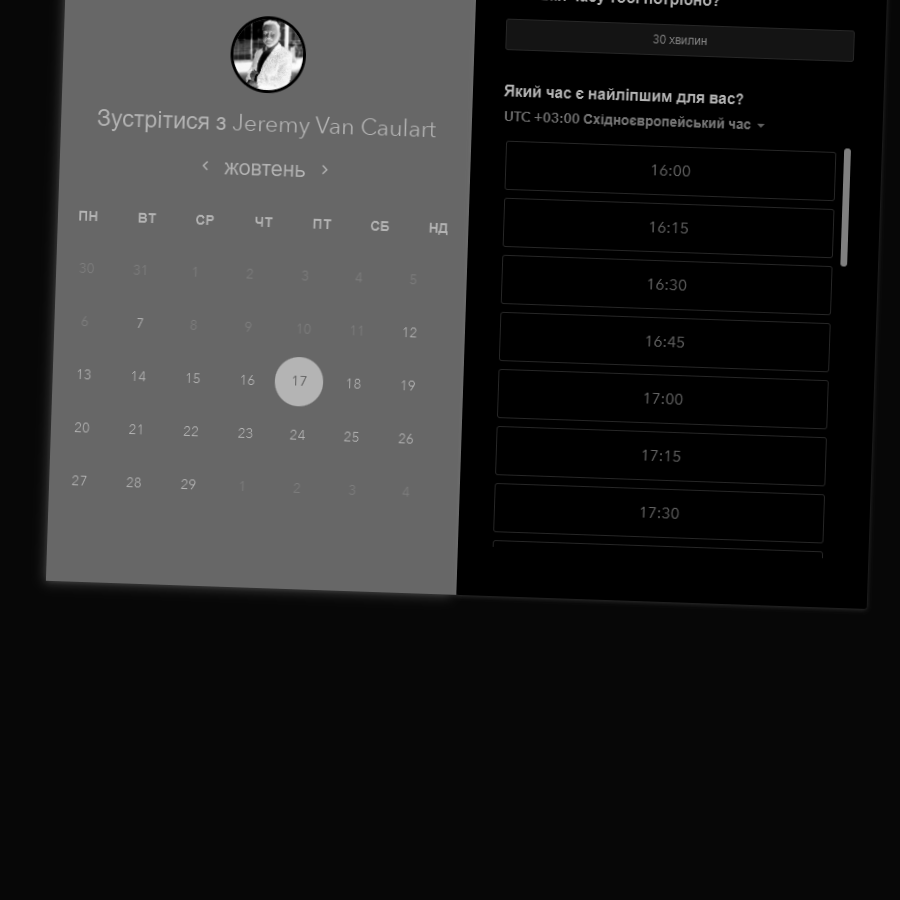 Зустрітися з Jeremy Van Caulart
жовтень
ПН ВТ СР ЧТ ПТ СБ НД
30 31 1 2 3 4 5
6 7 8 9 10 11 12
13 14 15 16 17 18 19
20 21 22 23 24 25 26
27 28 29 1 2 3 4
потрібно?
30 хвилин
Який час є найліпшим для вас?
UTC +03:00 Східноєвропейський час
16:00
16:15
16:30
16:45
17:00
17:15
17:30